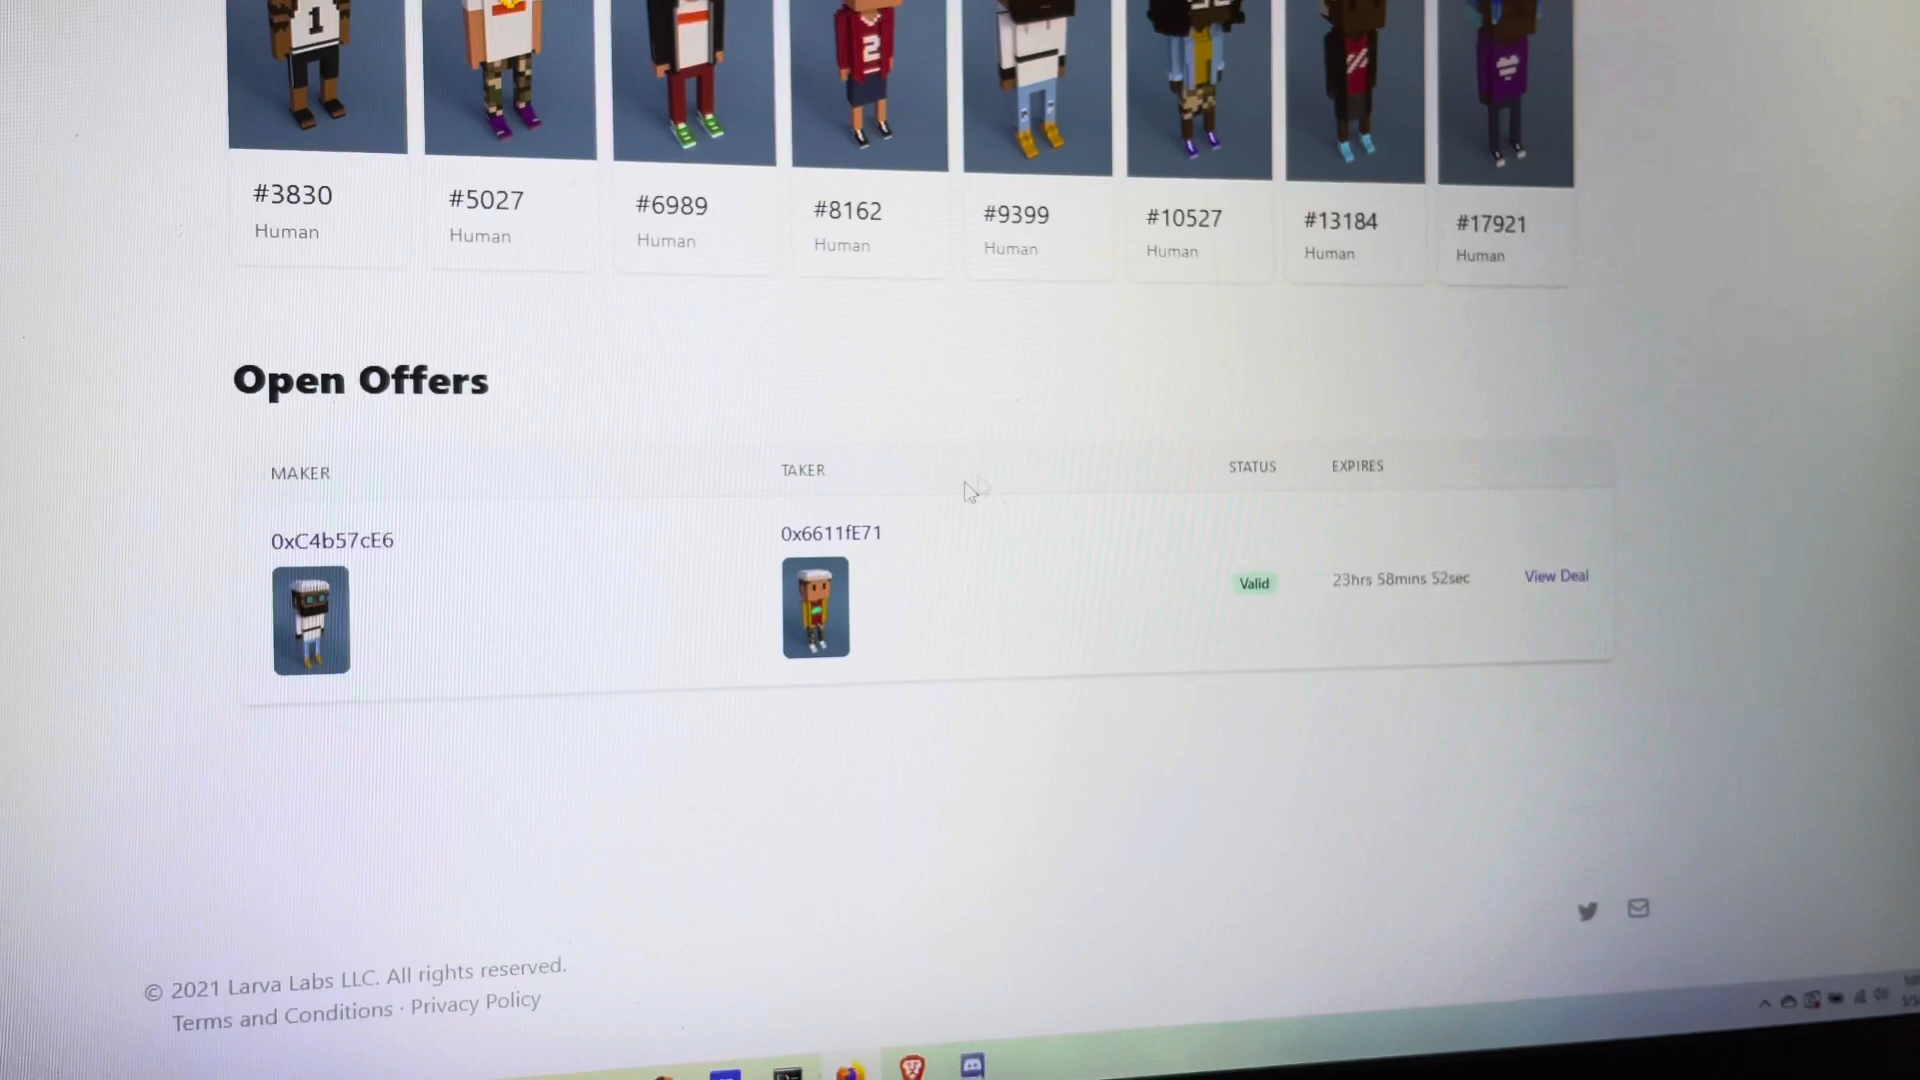 1
2
#3830
Human
#5027
Human
#6989
Human
#8162
Human
#9399
Human
#10527
Human
#13184
Human
#17921
Human
Open Offers
MAKER TAKER STATUS EXPIRES
0xC4b57cE6 0x6611fE71
Valid 23hrs 58mins 52sec View Deal
© 2021 Larva Labs LLC. All rights reserved.
Terms and Conditions · Privacy Policy